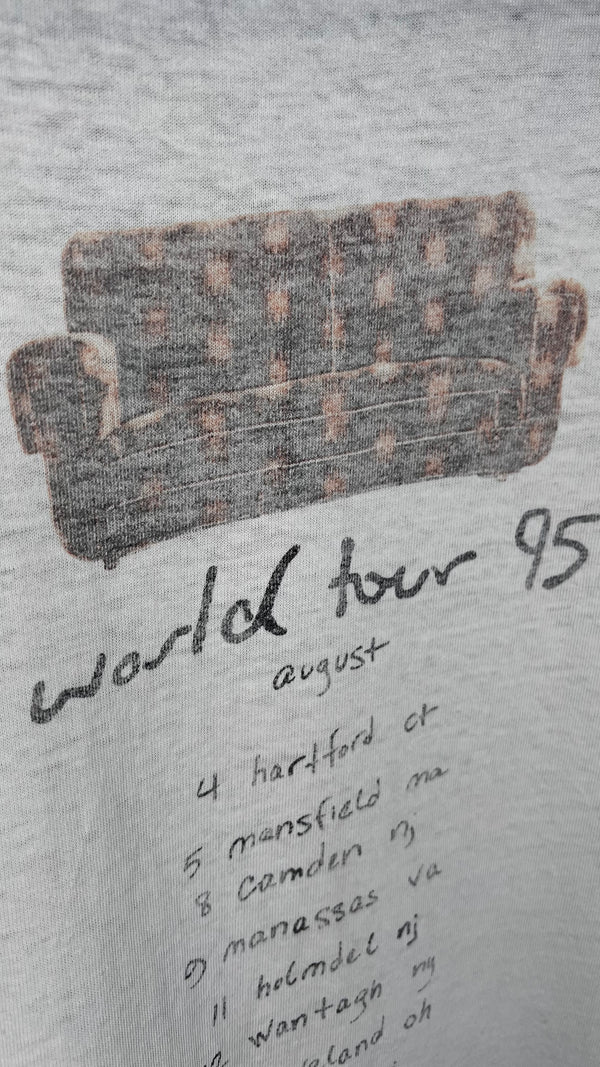 world tour 95
august
4 hartford ct
5 mansfield ma
8 camden nj
9 manassas va
11 holmdel nj
wantagh ny
oh